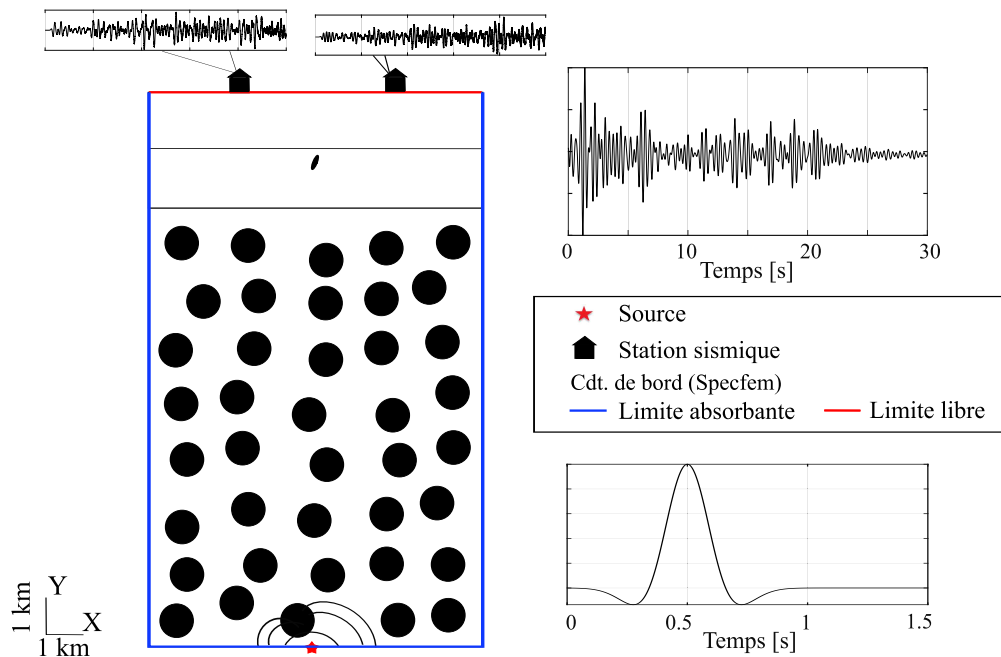 0 10 20 30
Temps [s]
Source
Station sismique
Cdt. de bord (Specfem)
Limite absorbante
Limite libre
0 0.5 1.0 1.5
Temps [s]
1 km
Y
X
1 km